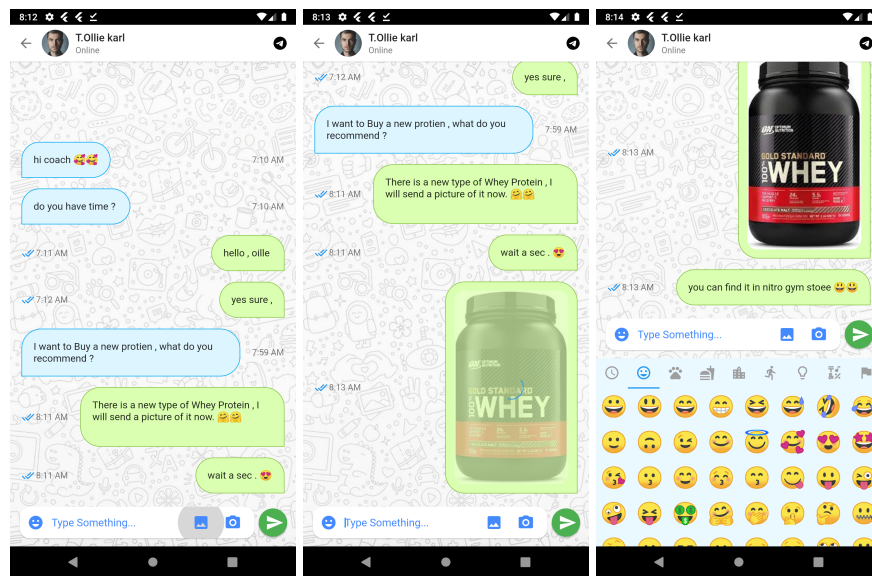 8:12
T.Ollie karl
Online
hi coach 🥰🥰
7:10 AM
do you have time ?
7:10 AM
7:11 AM
hello , oille
7:12 AM
yes sure ,
I want to Buy a new protien , what do you
recommend ?
7:59 AM
There is a new type of Whey Protein , I
will send a picture of it now. 🤗🤗
8:11 AM
wait a sec . 😍
8:11 AM
Type Something...
8:13
T.Ollie karl
Online
7:12 AM
yes sure ,
I want to Buy a new protien , what do you
recommend ?
7:59 AM
There is a new type of Whey Protein , I
will send a picture of it now. 🤗🤗
8:11 AM
wait a sec . 😍
8:11 AM
ON OPTIMUM
NUTRITION
GOLD STANDARD
100% WHEY
8:13 AM
Type Something...
8:14
T.Ollie karl
Online
ON OPTIMUM
NUTRITION
GOLD STANDARD
100% WHEY
8:13 AM
you can find it in nitro gym stoee 😃😃
8:13 AM
Type Something...